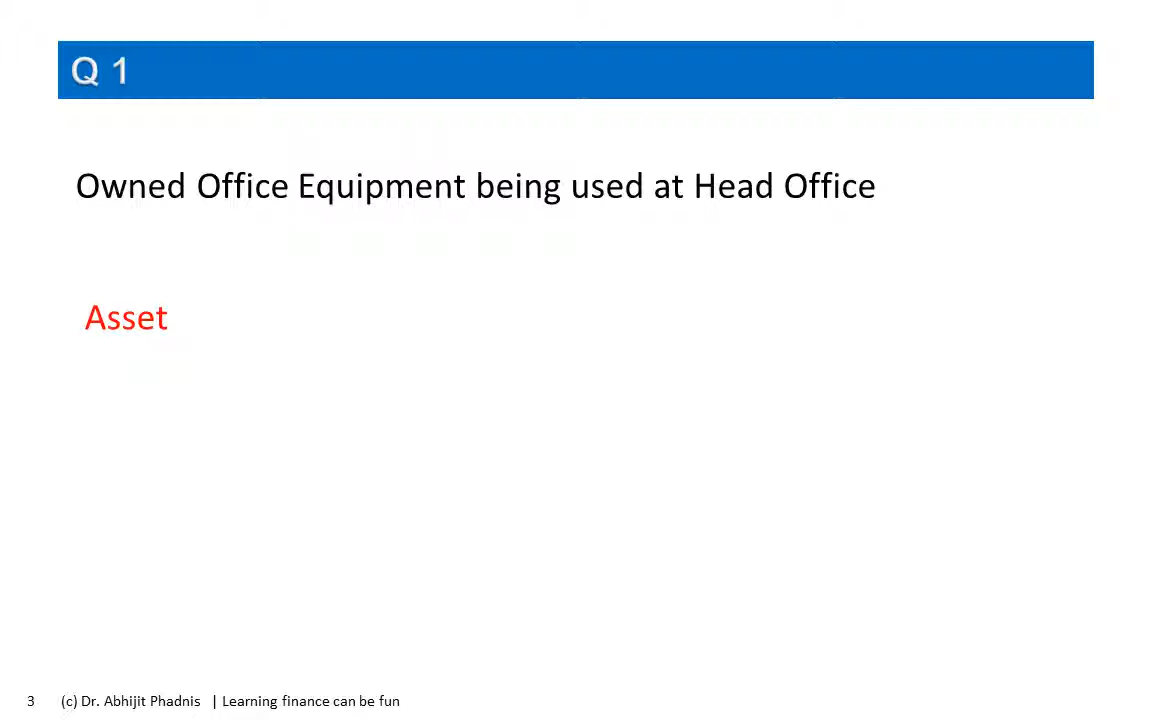 Q 1
Owned Office Equipment being used at Head Office
Asset
3 (c) Dr. Abhijit Phadnis | Learning finance can be fun